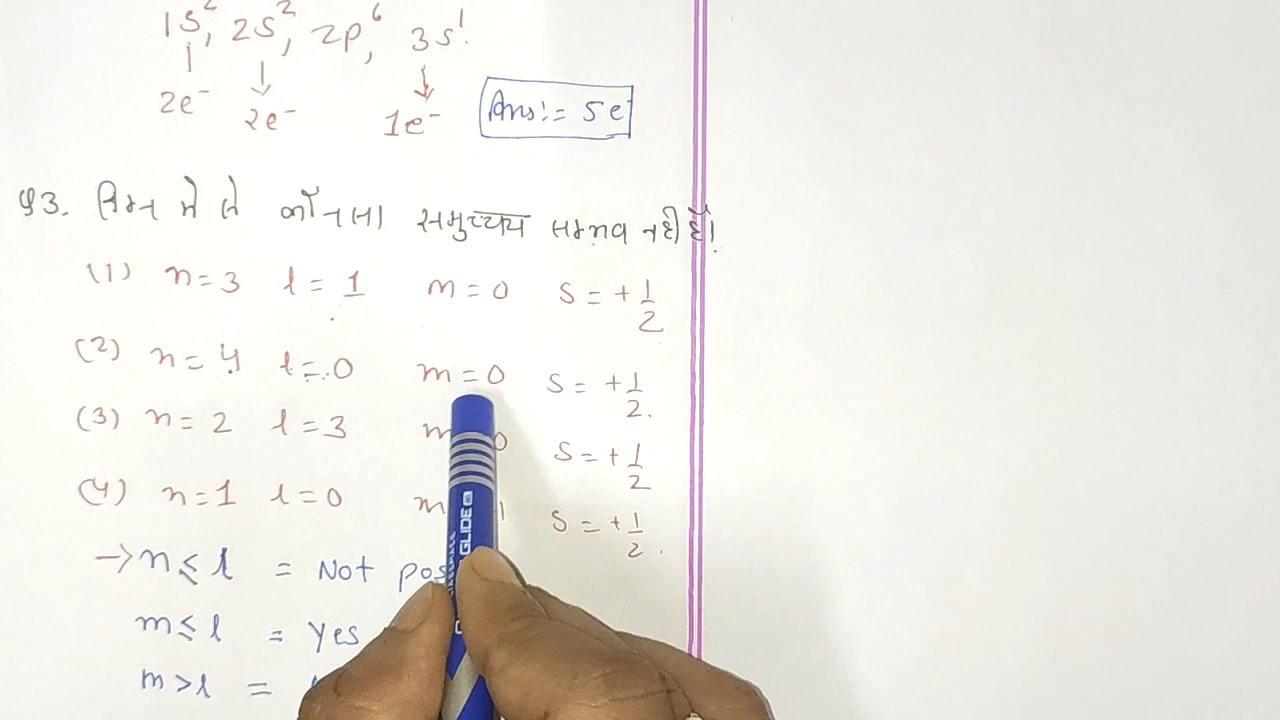 1s², 2s², 2p⁶, 3s¹.
2e⁻ 2e⁻ 1e⁻ Ans:= 5e⁻
Q3. निम्न मे से कौनसा समुच्चय सम्भव नही है।
(1) n=3 l=1 m=0 s=+1/2
(2) n=4 l=0 m=0 s=+1/2.
(3) n=2 l=3 s=+1/2
(4) n=1 l=0 s=+1/2.
→ n≤l = Not
m≤l = Yes
m>l =
GLIDE